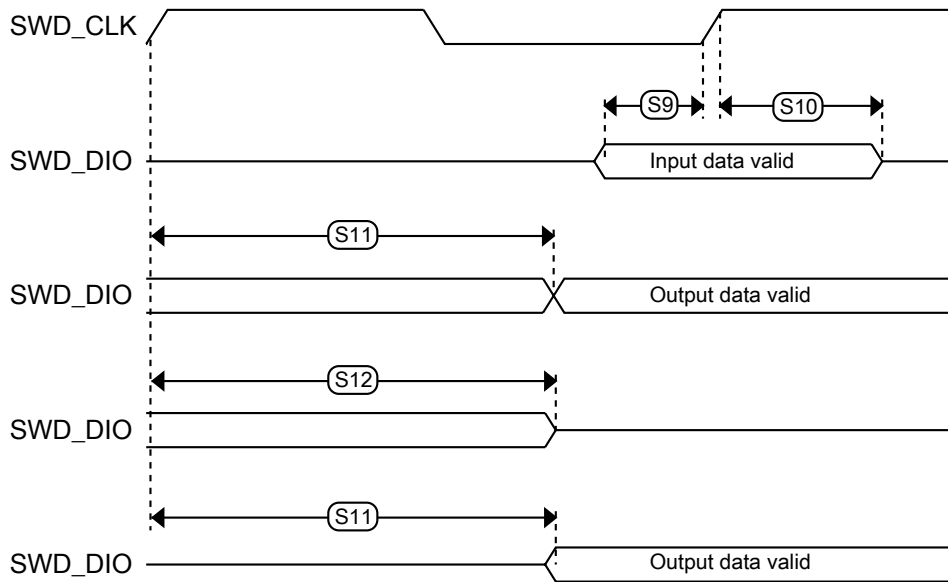 SWD_CLK
S9
S10
SWD_DIO
Input data valid
S11
SWD_DIO
Output data valid
S12
SWD_DIO
S11
SWD_DIO
Output data valid